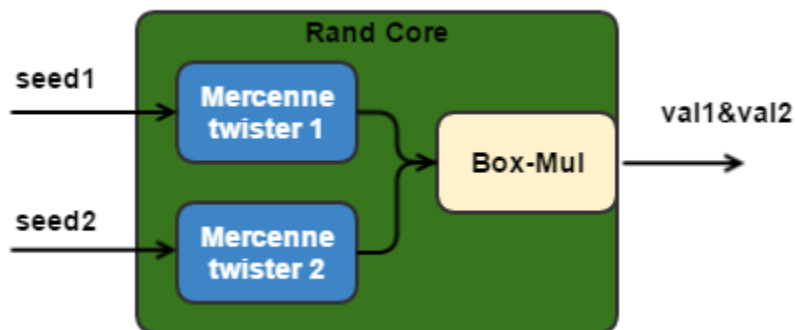 Rand Core
seed1
Mercenne
twister 1
val1&val2
Box-Mul
seed2
Mercenne
twister 2